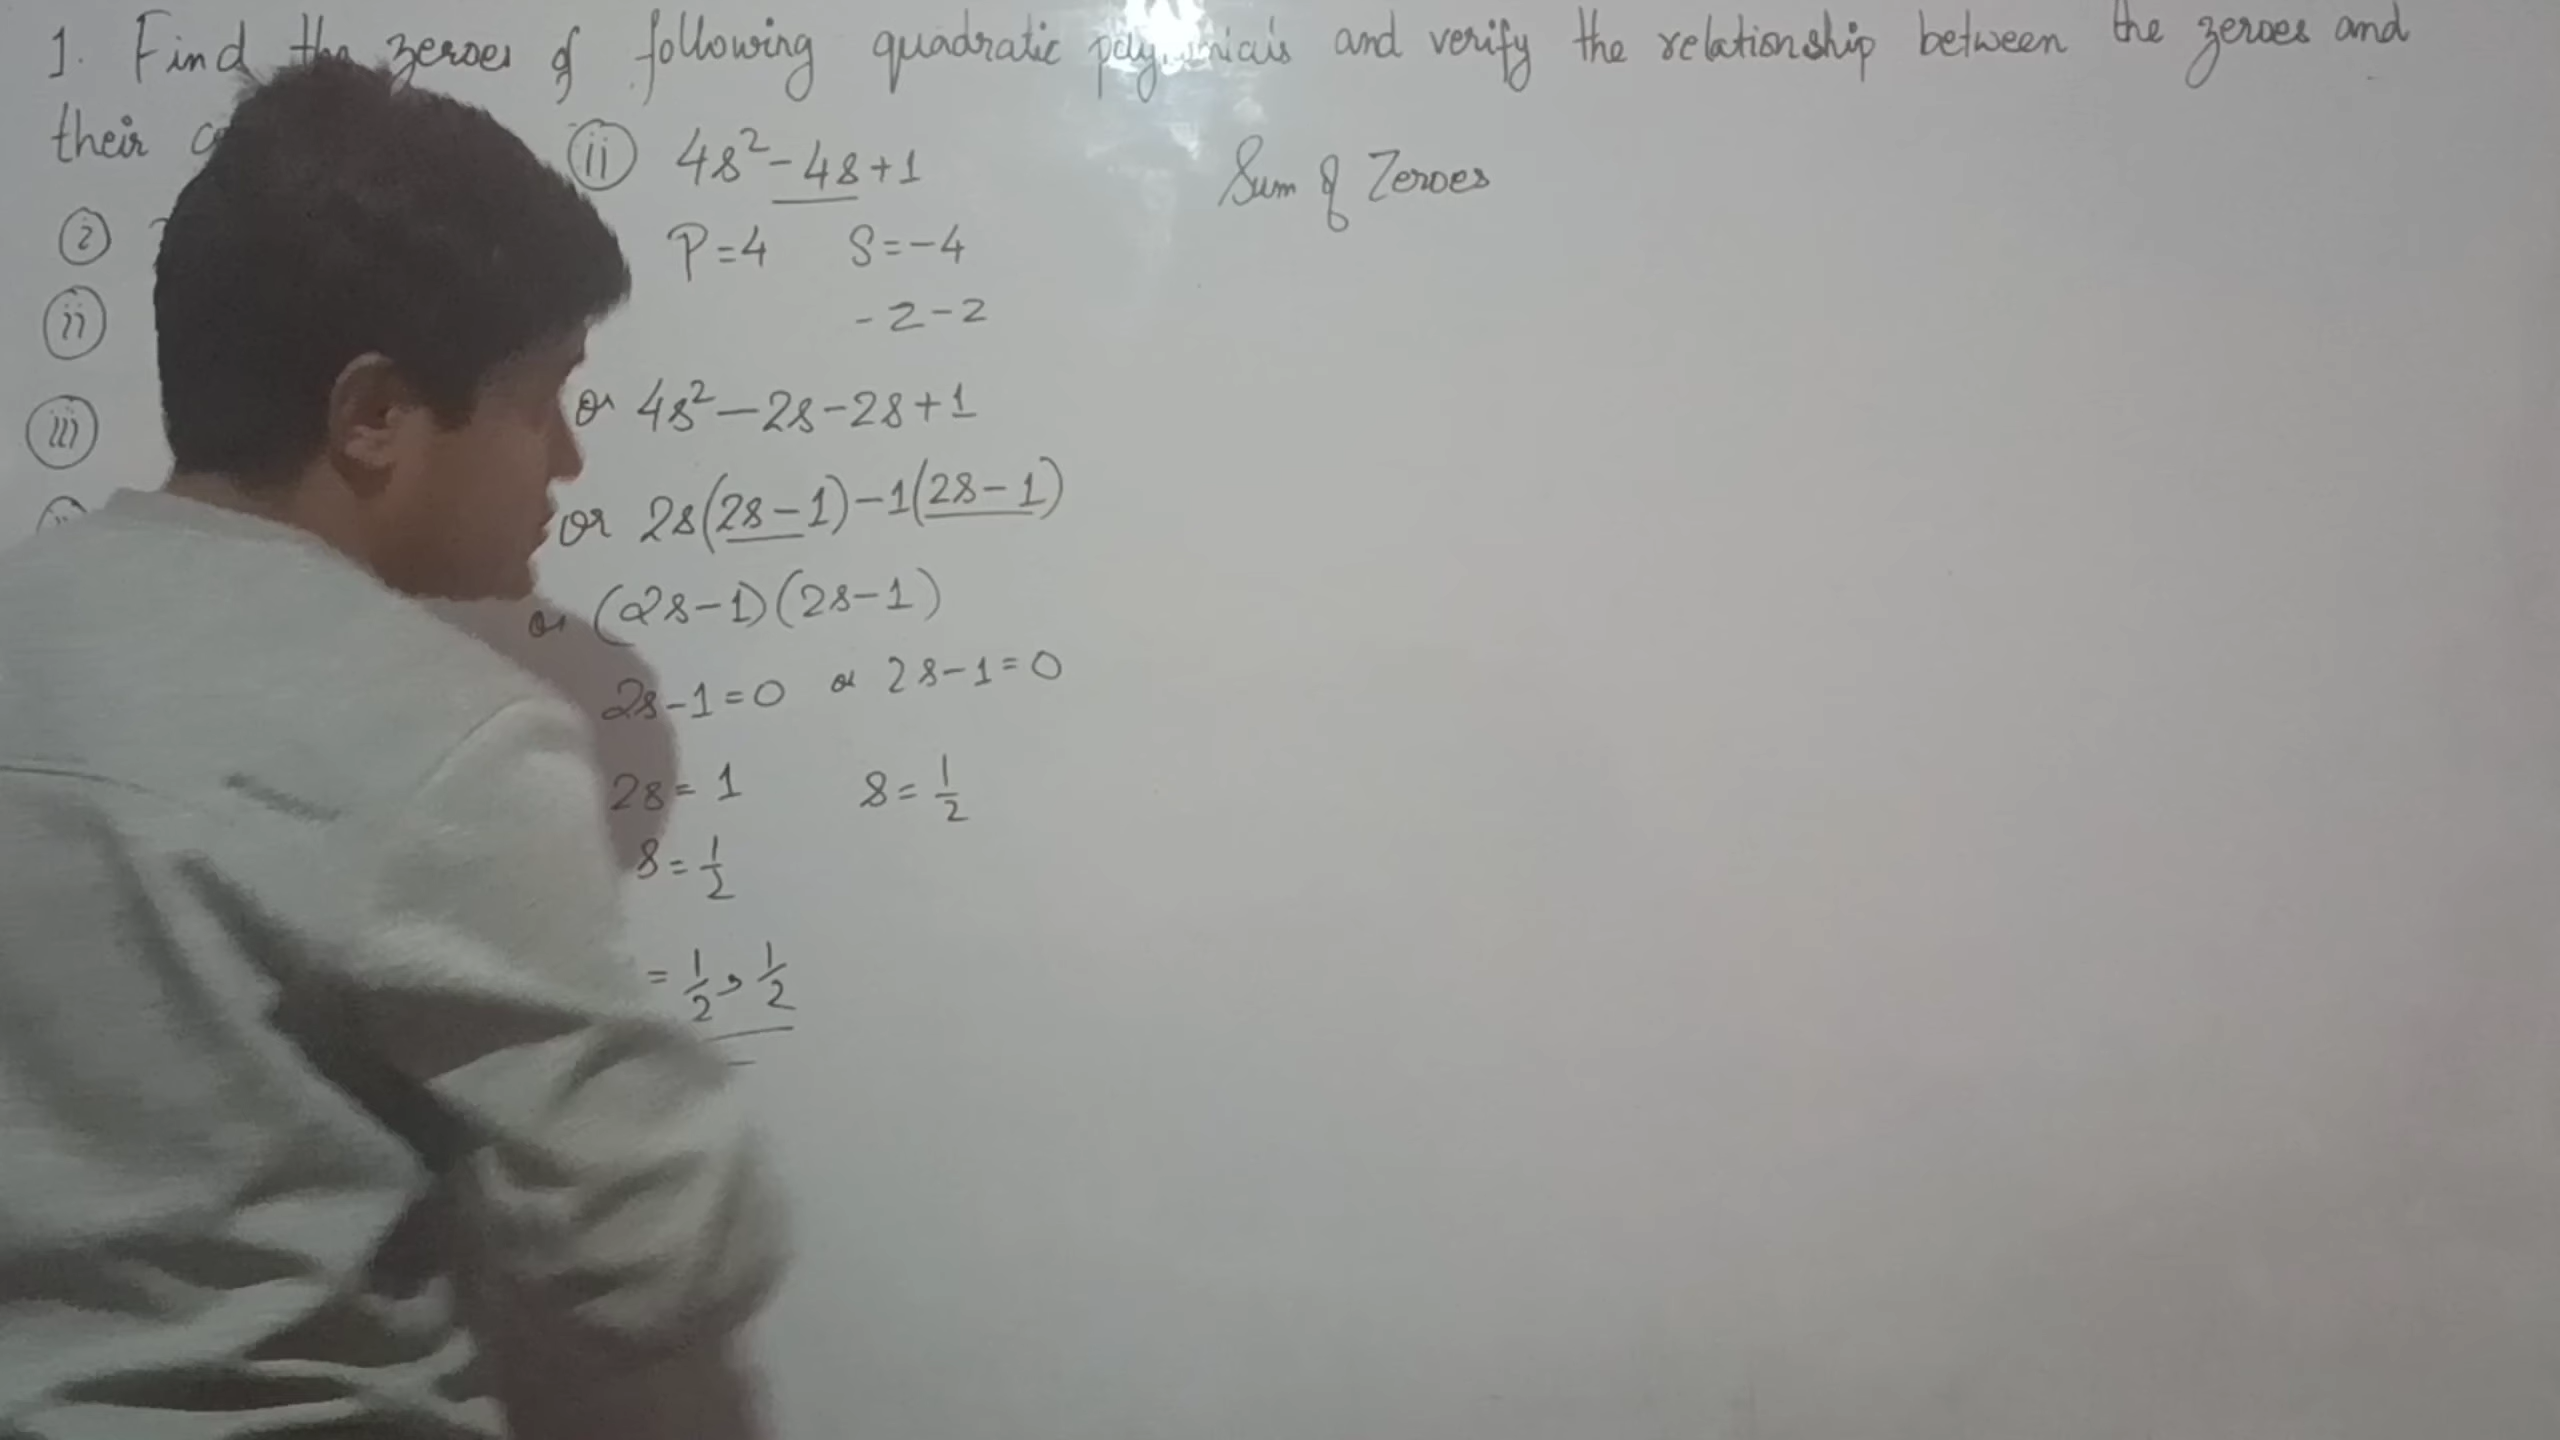 1. Find the zeroes of following quadratic and verify the relationship between the zeroes and
their
(i)
(ii)
(iii)
(ii) 4s² - 4s + 1
P = 4 S = -4
- 2 - 2
or 4s² - 2s - 2s + 1
or 2s(2s - 1) - 1(2s - 1)
or (2s - 1)(2s - 1)
2s - 1 = 0 or 2s - 1 = 0
2s = 1 s = 1/2
s = 1/2
= 1/2, 1/2
Sum of Zeroes